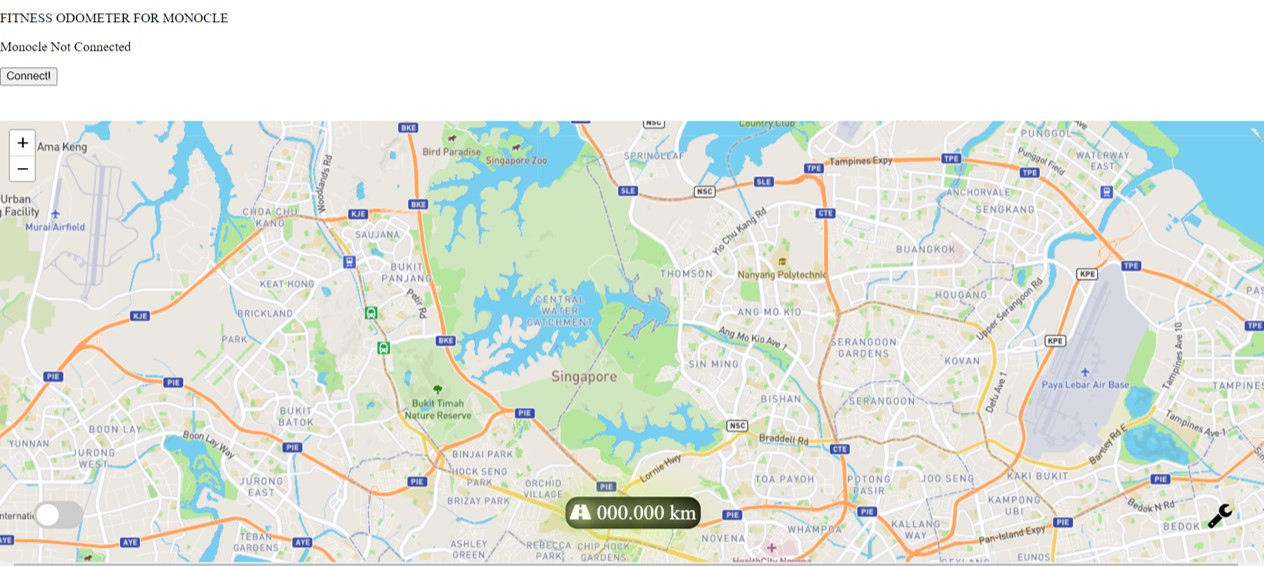 FITNESS ODOMETER FOR MONOCLE
Monocle Not Connected
Connect!
+
−
Ama Keng
Urban
Facility
Murai Airfield
CHOA CHU
KANG
Woodlands Rd
KJE
BKE
BKE
Bird Paradise
Singapore Zoo
SAUJANA
BUKIT
PANJANG
Petir Rd
KEAT HONG
BRICKLAND
KJE
PARK
BKE
PIE
PIE
CENTRAL
WATER
CATCHMENT
Singapore
Bukit Timah
Nature Reserve
PIE
NSC
SPRINGLEAF
Country Club
SLE
NSC
SLE
TPE
Tampines Expy
TPE
PUNGGOL
Ave
Punggol Field
WATERWAY
EAST
TPE
ANCHORVALE
SENGKANG
CTE
Yio Chu Kang Rd
BUANGKOK
THOMSON
Nanyang Polytechnic
KPE
TPE
HOUGANG
Upper Serangoon Rd
PAS
ANG MO KIO
Ang Mo Kio Ave 1
SERANGOON
GARDENS
KPE
TPE
Tampines Ave 10
SIN MING
KOVAN
Paya Lebar Air Base
TAMPINES
BISHAN
SERANGOON
Defu Ave 1
Tampines Ave 1
Bartley Rd E
NSC
Braddell Rd
CTE
YUNNAN
BOON LAY
Boon Lay Way
BUKIT
BATOK
PIE
JURONG
WEST
JURONG
EAST
PIE
BINJAI PARK
HOCK SENG
PARK
BRIZAY PARK
ORCHID
VILLAGE
PIE
Lornie Hwy
TOA PAYOH
POTONG
PASIR
JOO SENG
KAKI BUKIT
PIE
KAMPONG
UBI
Bedok N Rd
BEDOK
000.000 km
PIE
PIE
PIE
WHAMPOA
KALLANG
WAY
Pan-Island Expy
EUNOS
NOVENA
HealthCity Novena
AYE
AYE
TEBAN
GARDENS
AYE
ASHLEY
GREEN
REBECCA
PARK
CHIP HOCK
GARDENS